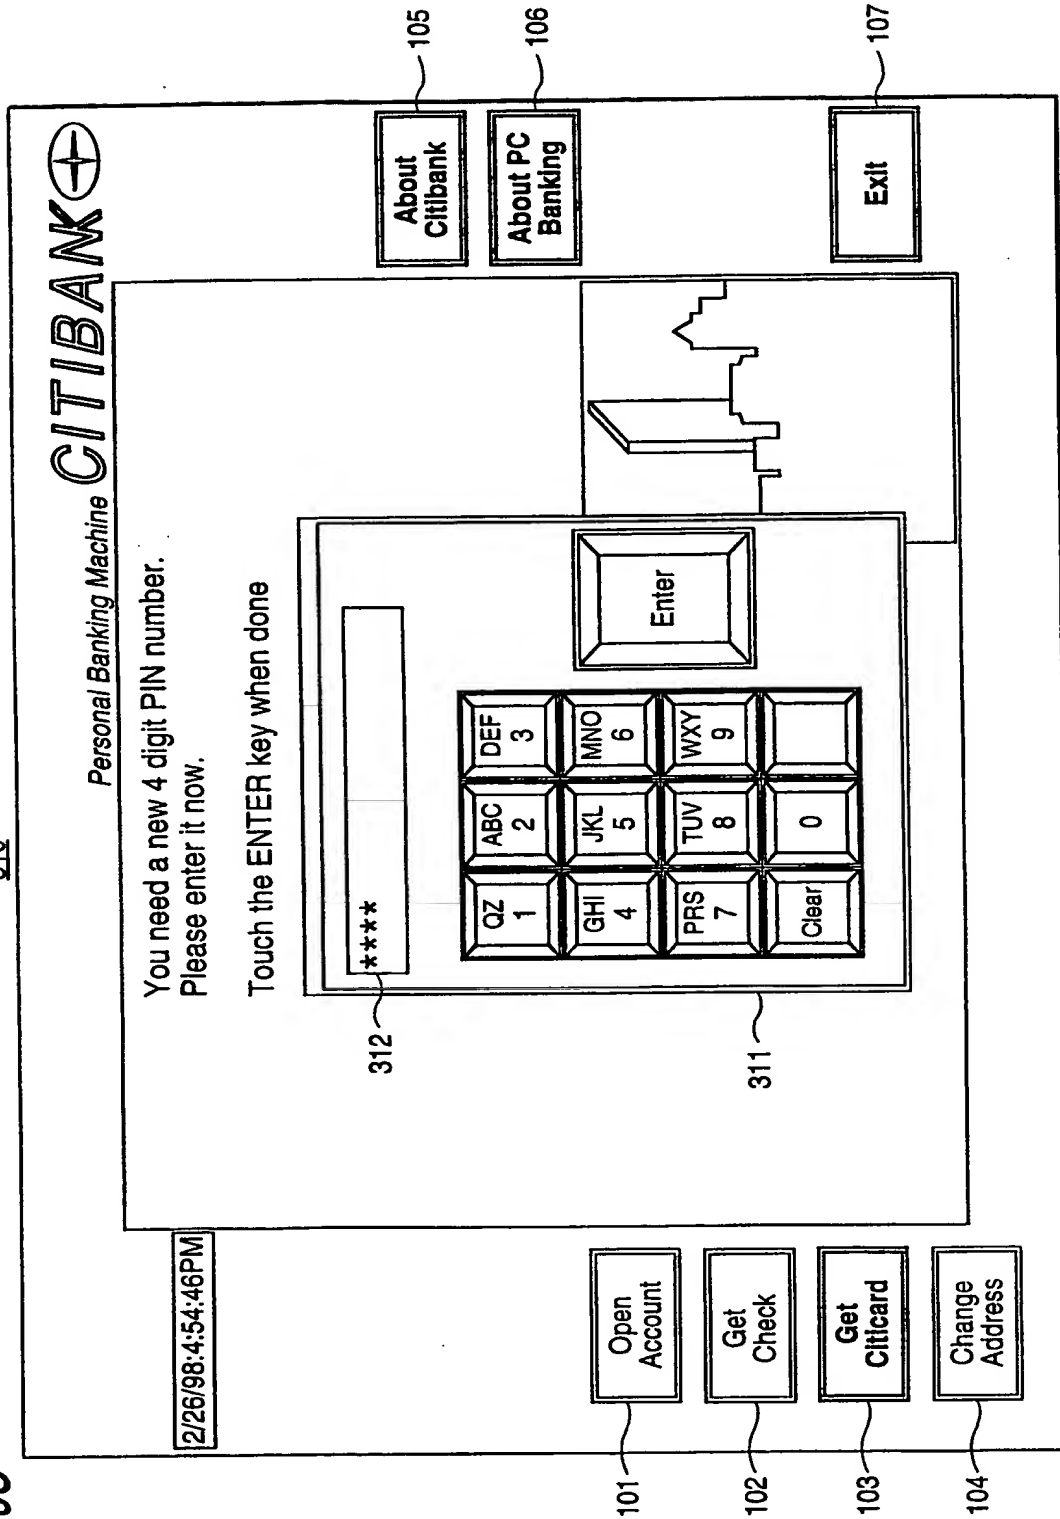 Personal Banking Machine CITIBANK
2/26/98:4:54:46PM
You need a new 4 digit PIN number.
Please enter it now.
Touch the ENTER key when done
312
****
QZ
1
ABC
2
DEF
3
GHI
4
JKL
5
MNO
6
PRS
7
TUV
8
WXY
9
Clear
0
Enter
311
101
Open
Account
102
Get
Check
103
Get
Citicard
104
Change
Address
About
Citibank
105
About PC
Banking
106
Exit
107